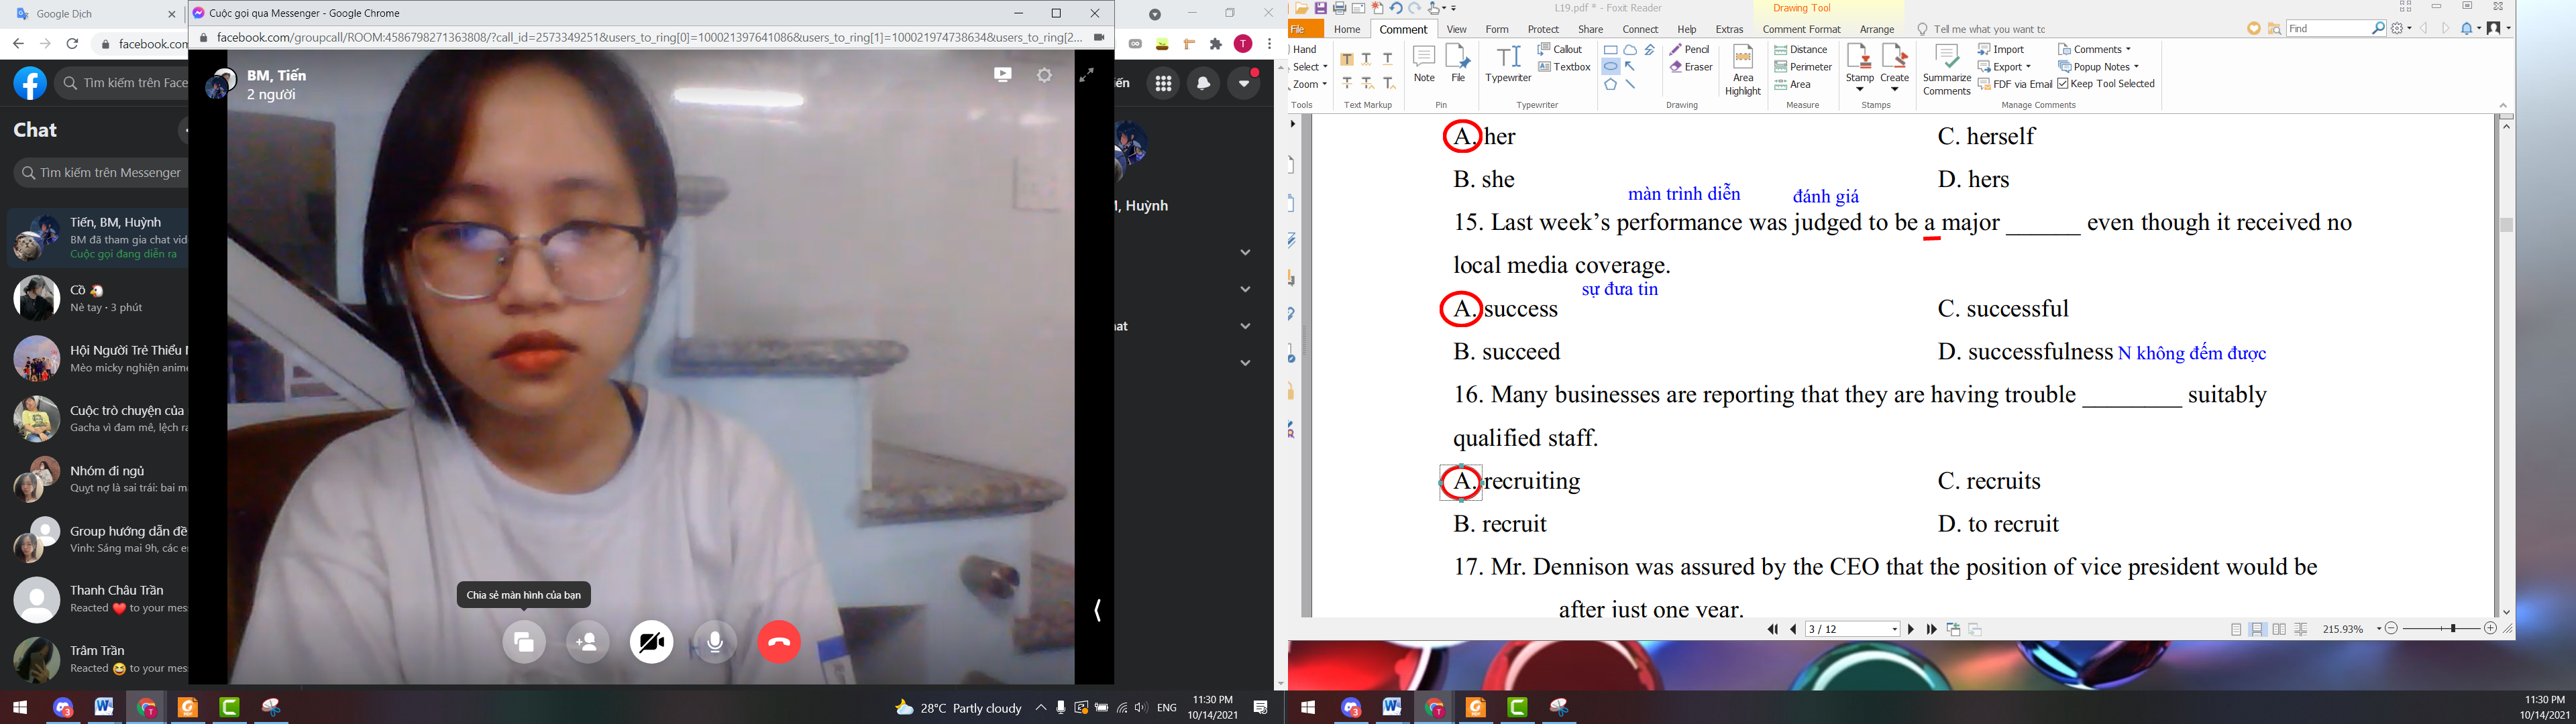 Google Dịch
facebook.com
Tìm kiếm trên Face
Chat
Tìm kiếm trên Messenger
Tiến, BM, Huỳnh
BM đã tham gia chat vid
Cuộc gọi đang diễn ra
Cồ
Nè tay · 3 phút
Hội Người Trẻ Thiểu N
Mèo micky nghiện anim
Cuộc trò chuyện của
Gacha vì đam mê, lệch ra
Nhóm đi ngủ
Quỵt nợ là sai trái: bai m
Group hướng dẫn đề
Vinh: Sáng mai 9h, các e
Thanh Châu Trần
Reacted ❤ to your mes
Trâm Trần
Reacted 😆 to your mes
Cuộc gọi qua Messenger - Google Chrome
facebook.com/groupcall/ROOM:4586798271363808/?call_id=2573349251&users_to_ring[0]=100021397641086&users_to_ring[1]=100021974738634&users_to_ring[2...
BM, Tiến
2 người
Chia sẻ màn hình của bạn
T
ến
, Huỳnh
hat
28°C Partly cloudy
ENG
11:30 PM
10/14/2021
L19.pdf * - Foxit Reader
Drawing Tool
File Home Comment View Form Protect Share Connect Help Extras Comment Format Arrange Tell me what you want to Find
Hand
Select
Zoom
Tools
Text Markup
Note
File
Pin
Typewriter
Callout
Textbox
Typewriter
Pencil
Eraser
Drawing
Area Highlight
Distance
Perimeter
Area
Measure
Stamp
Create
Stamps
Summarize Comments
Import
Export
FDF via Email
Comments
Popup Notes
Keep Tool Selected
Manage Comments
A. her
C. herself
B. she
D. hers
màn trình diễn
đánh giá
15. Last week’s performance was judged to be a major ______ even though it received no
local media coverage.
sự đưa tin
A. success
C. successful
B. succeed
D. successfulness N không đếm được
16. Many businesses are reporting that they are having trouble ________ suitably
qualified staff.
A. recruiting
C. recruits
B. recruit
D. to recruit
17. Mr. Dennison was assured by the CEO that the position of vice president would be
after just one year.
3 / 12
215.93%
11:30 PM
10/14/2021